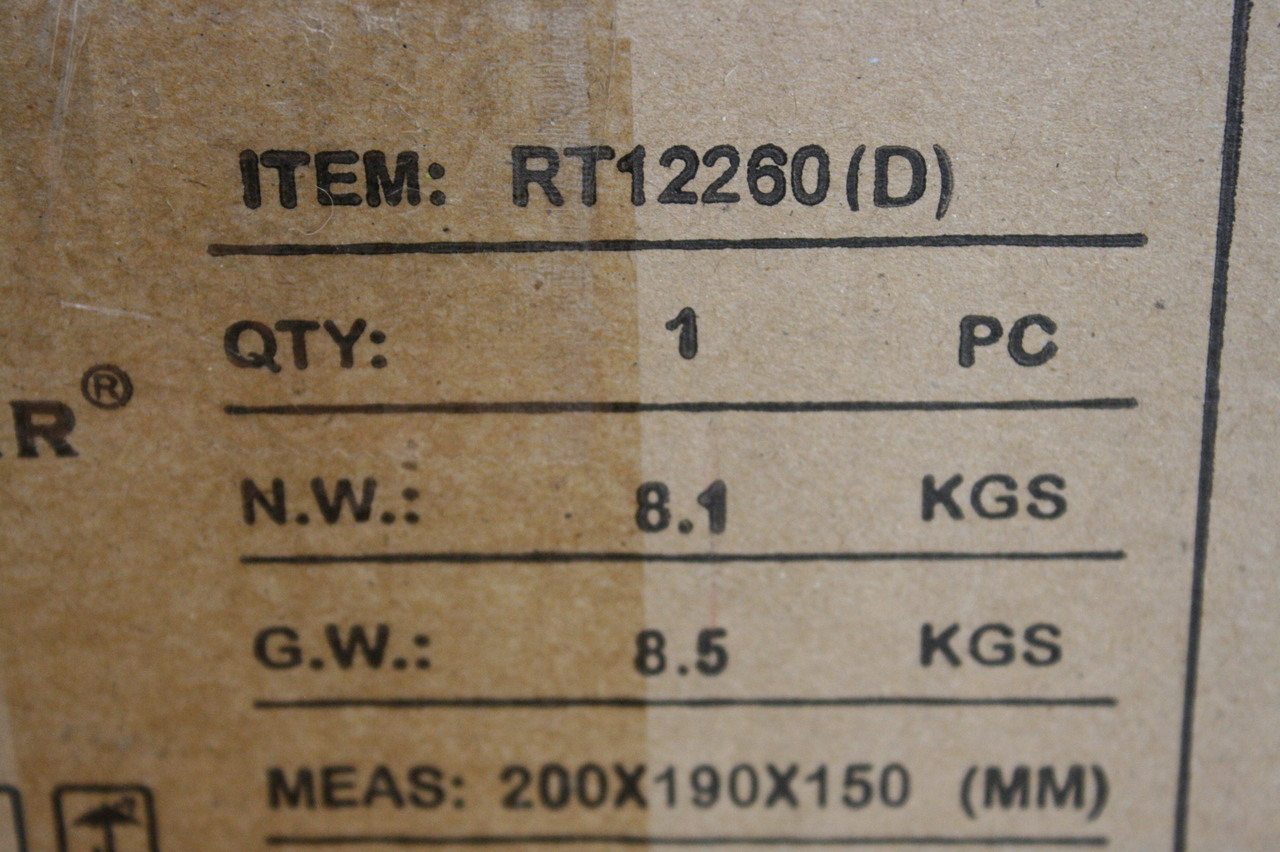 ITEM: RT12260(D)
QTY: 1 PC
R®
N.W.: 8.1 KGS
G.W.: 8.5 KGS
MEAS: 200X190X150 (MM)